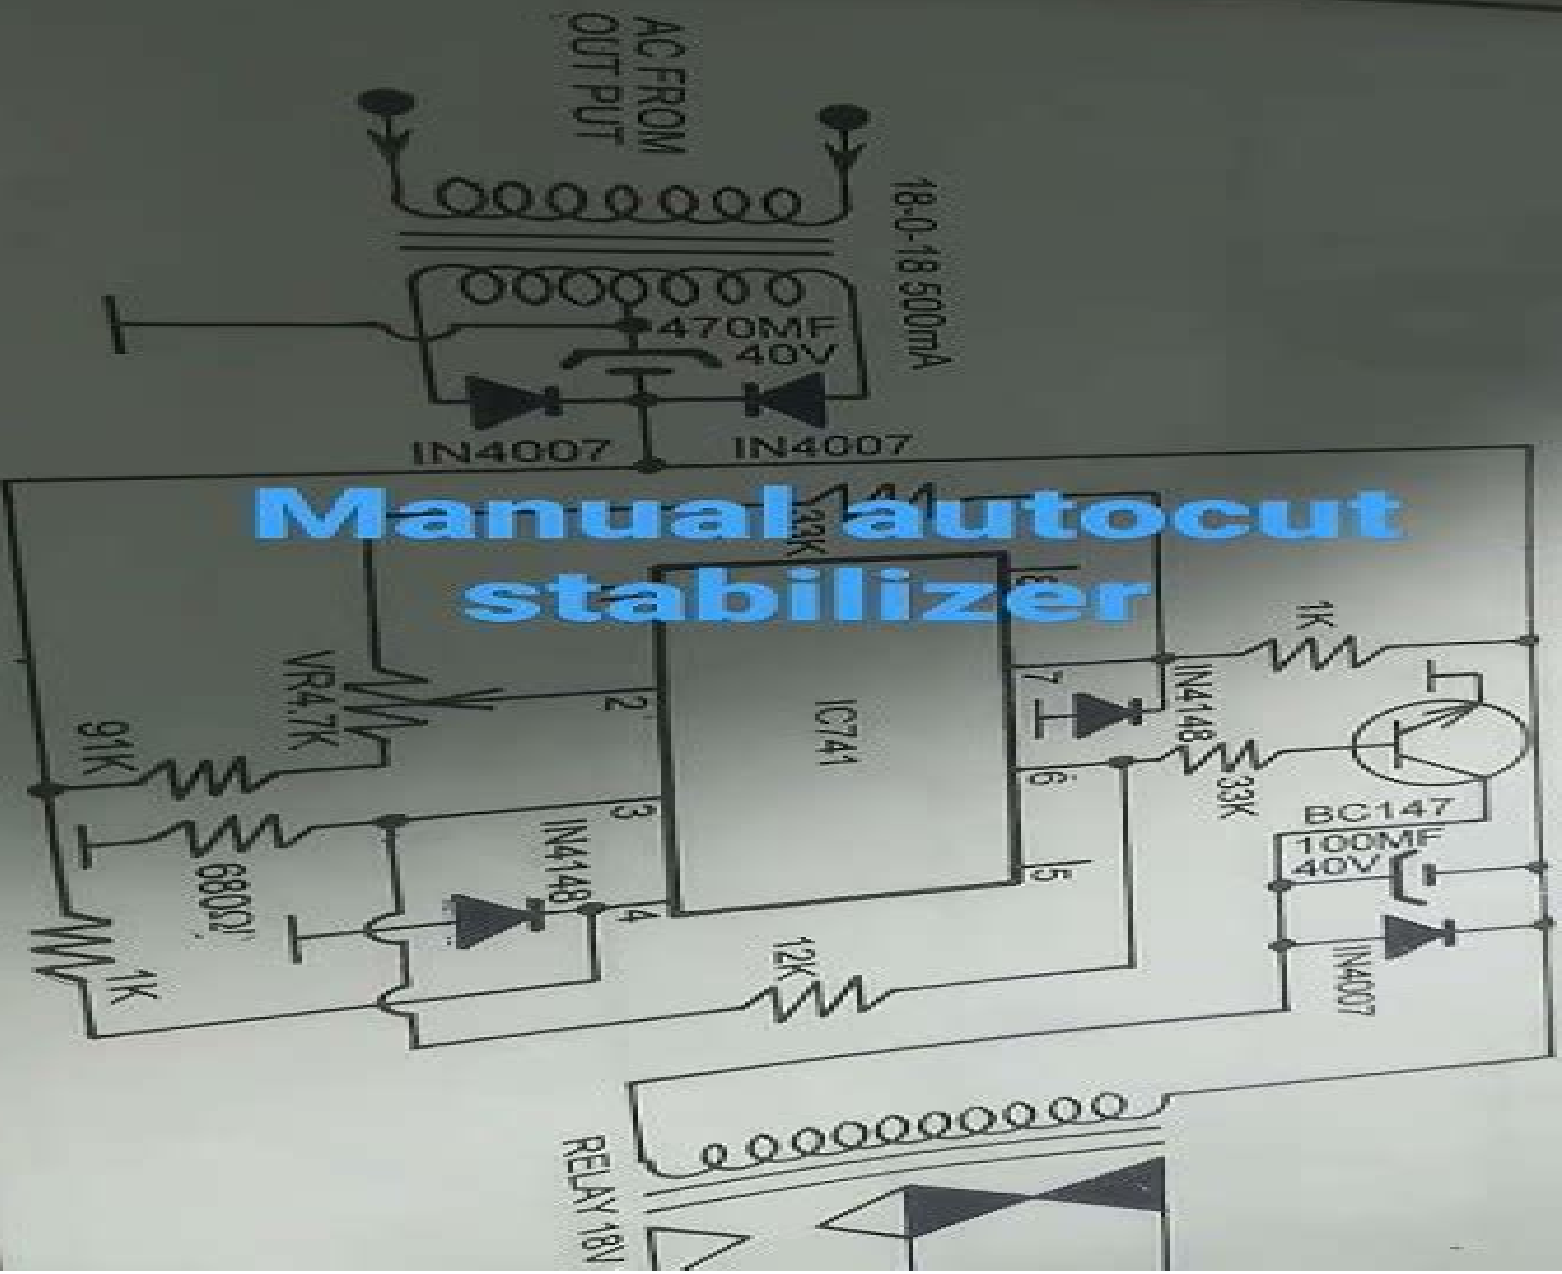 AC FROM
OUT PUT
18-0-18 500mA
470MF
40V
IN4007
IN4007
Manual autocut
stabilizer
33K
8
1K
VR4.7K
2
7
IN4148
IC741
91K
6
33K
3
BC147
100MF
40V
680Ω
IN4148
4
5
12K
IN4007
1K
RELAY 18V